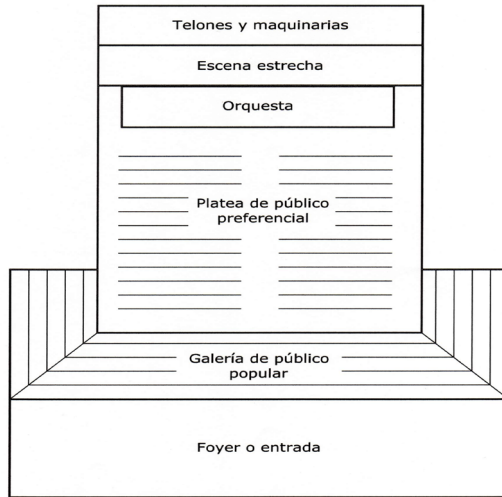 Telones y maquinarias
Escena estrecha
Orquesta
Platea de público
preferencial
Galería de público
popular
Foyer o entrada